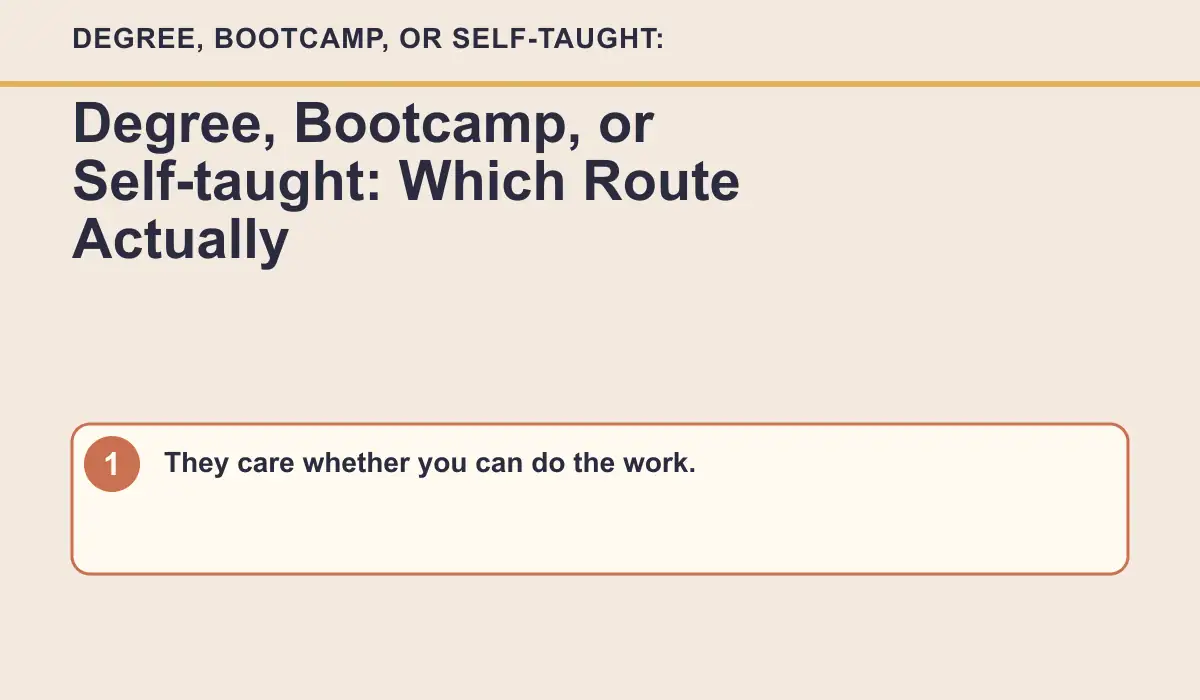 DEGREE, BOOTCAMP, OR SELF-TAUGHT:
Degree, Bootcamp, or
Self-taught: Which Route
Actually
1
They care whether you can do the work.